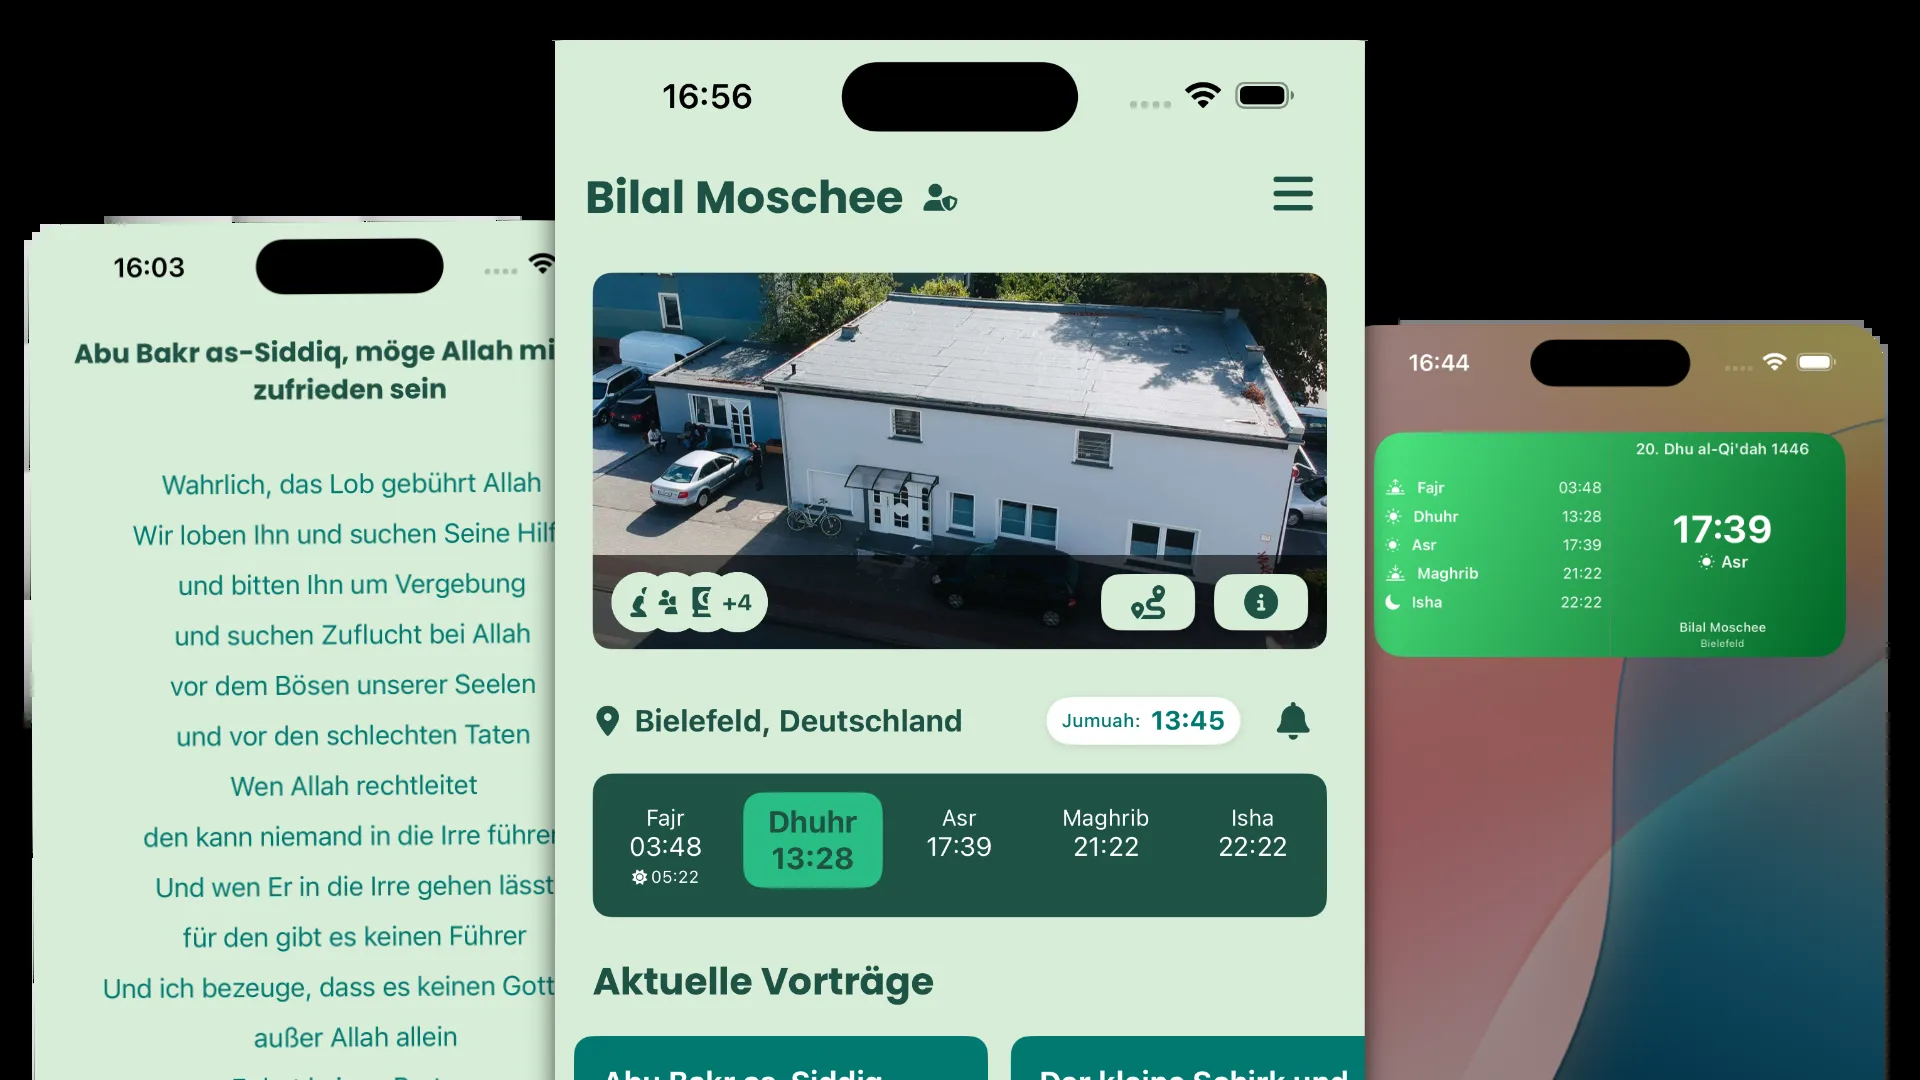 16:03
Abu Bakr as-Siddiq, möge Allah mi
zufrieden sein
Wahrlich, das Lob gebührt Allah
Wir loben Ihn und suchen Seine Hilf
und bitten Ihn um Vergebung
und suchen Zuflucht bei Allah
vor dem Bösen unserer Seelen
und vor den schlechten Taten
Wen Allah rechtleitet
den kann niemand in die Irre führen
Und wen Er in die Irre gehen lässt
für den gibt es keinen Führer
Und ich bezeuge, dass es keinen Gott
außer Allah allein
16:56
Bilal Moschee
+4
Bielefeld, Deutschland
Jumuah: 13:45
Fajr
03:48
05:22
Dhuhr
13:28
Asr
17:39
Maghrib
21:22
Isha
22:22
Aktuelle Vorträge
Abu Bakr as-Siddiq
Der kleine Schirk und
16:44
20. Dhu al-Qi'dah 1446
Fajr 03:48
Dhuhr 13:28
Asr 17:39
Maghrib 21:22
Isha 22:22
17:39
Asr
Bilal Moschee
Bielefeld